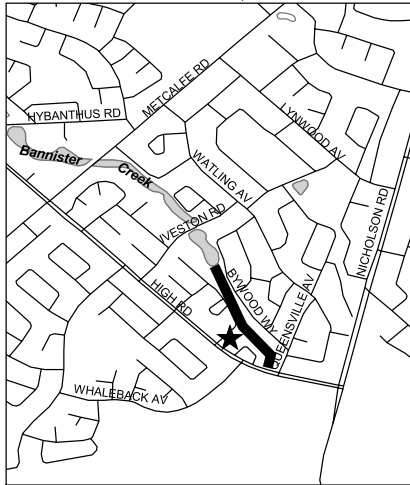 METCALFE RD
HYBANTHUS RD
LYNWOOD AV
Bannister
Creek
WATLING AV
IVESTON RD
NICHOLSON RD
BYWOOD WY
HIGH RD
QUEENSVILLE AV
WHALEBACK AV